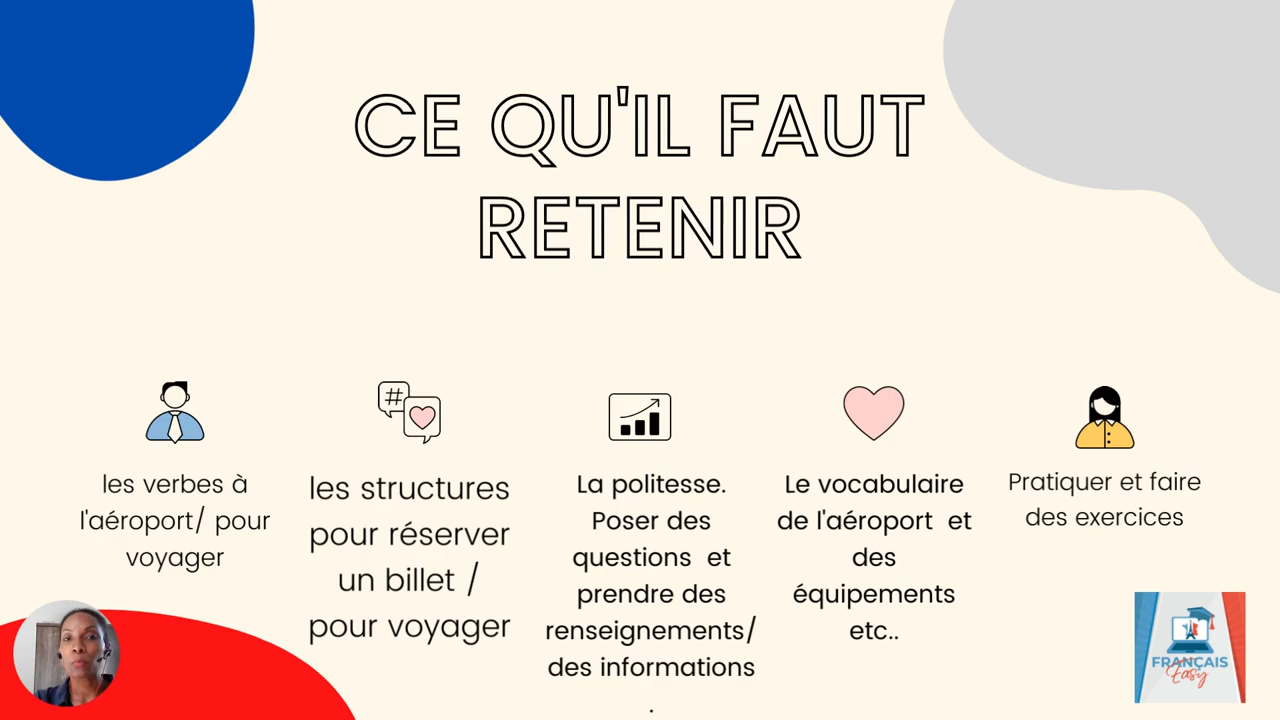 CE QU'IL FAUT
RETENIR
#
les verbes à
l'aéroport/ pour
voyager
les structures
pour réserver
un billet /
pour voyager
La politesse.
Poser des
questions et
prendre des
renseignements/
des informations
.
Le vocabulaire
de l'aéroport et
des
équipements
etc..
Pratiquer et faire
des exercices
FRANÇAIS
Easy